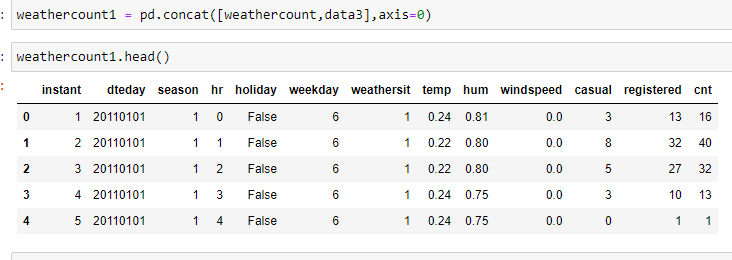 : weathercount1 = pd.concat([weathercount,data3],axis=0)
: weathercount1.head()
:
instant dteday season hr holiday weekday weathersit temp hum windspeed casual registered cnt
0 1 20110101 1 0 False 6 1 0.24 0.81 0.0 3 13 16
1 2 20110101 1 1 False 6 1 0.22 0.80 0.0 8 32 40
2 3 20110101 1 2 False 6 1 0.22 0.80 0.0 5 27 32
3 4 20110101 1 3 False 6 1 0.24 0.75 0.0 3 10 13
4 5 20110101 1 4 False 6 1 0.24 0.75 0.0 0 1 1